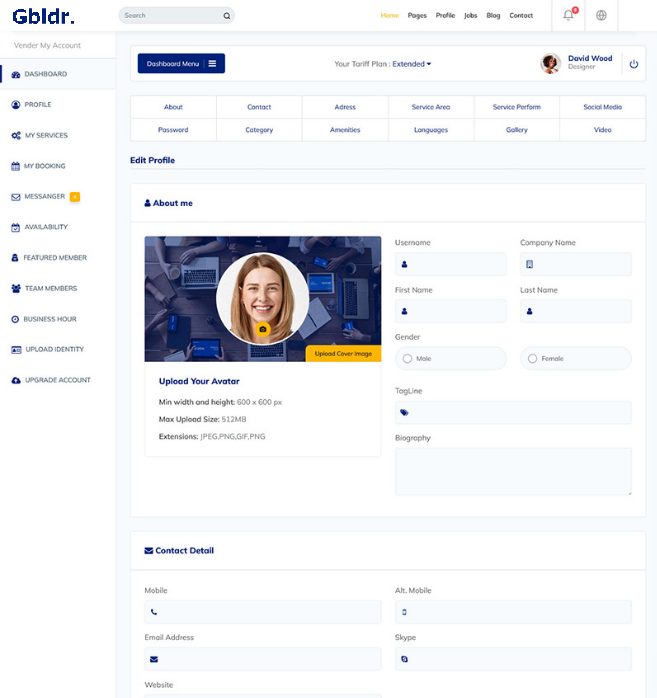 Gbldr.
Search
Home Pages Profile Jobs Blog Contact
6
Vender My Account
DASHBOARD
PROFILE
MY SERVICES
MY BOOKING
MESSANGER
AVAILABILITY
FEATURED MEMBER
TEAM MEMBERS
BUSINESS HOUR
UPLOAD IDENTITY
UPGRADE ACCOUNT
Dashboard Menu
Your Tariff Plan : Extended
David Wood
Designer
About Contact Adress Service Area Service Perform Social Media
Password Category Amenities Languages Gallery Video
Edit Profile
About me
Upload Cover Image
Upload Your Avatar
Min width and height: 600 x 600 px
Max Upload Size: 512MB
Extensions: JPEG,PNG,GIF,PNG
Username Company Name
First Name Last Name
Gender
Male Female
TagLine
Biography
Contact Detail
Mobile Alt. Mobile
Email Address Skype
Website